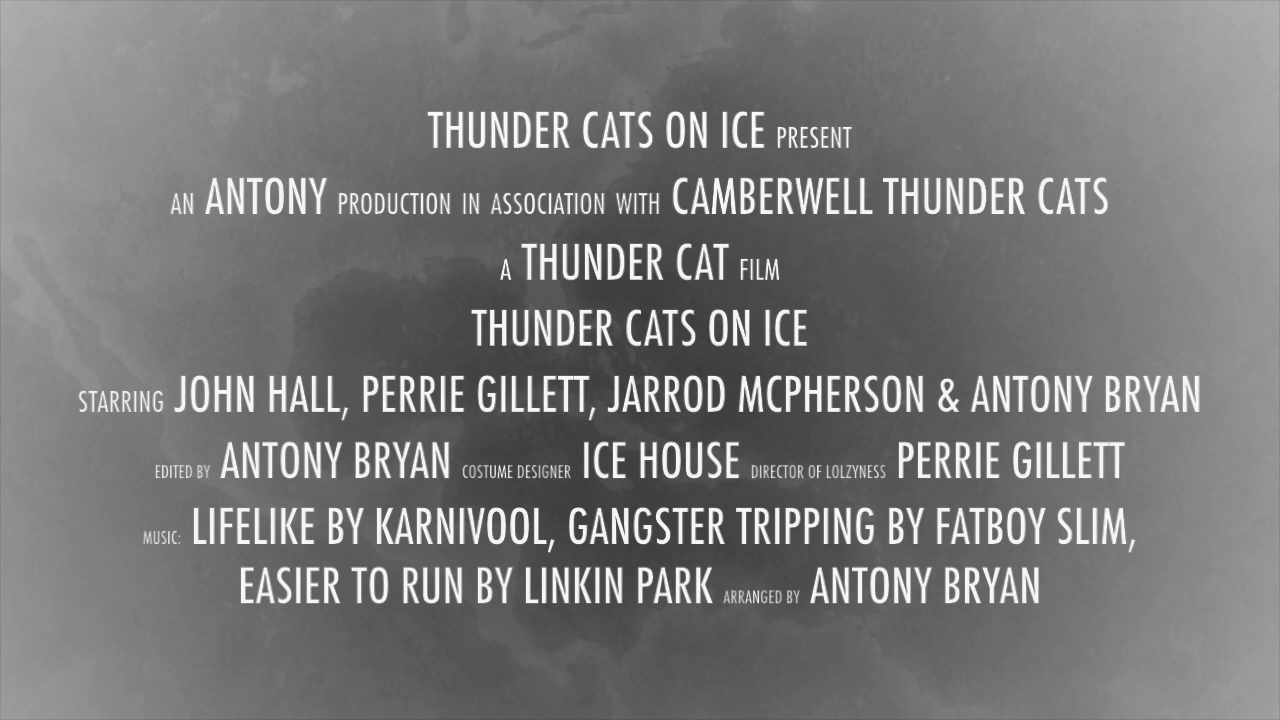 THUNDER CATS ON ICE PRESENT
AN ANTONY PRODUCTION IN ASSOCIATION WITH CAMBERWELL THUNDER CATS
A THUNDER CAT FILM
THUNDER CATS ON ICE
STARRING JOHN HALL, PERRIE GILLETT, JARROD MCPHERSON & ANTONY BRYAN
EDITED BY ANTONY BRYAN COSTUME DESIGNER ICE HOUSE DIRECTOR OF LOLZYNESS PERRIE GILLETT
MUSIC: LIFELIKE BY KARNIVOOL, GANGSTER TRIPPING BY FATBOY SLIM,
EASIER TO RUN BY LINKIN PARK ARRANGED BY ANTONY BRYAN